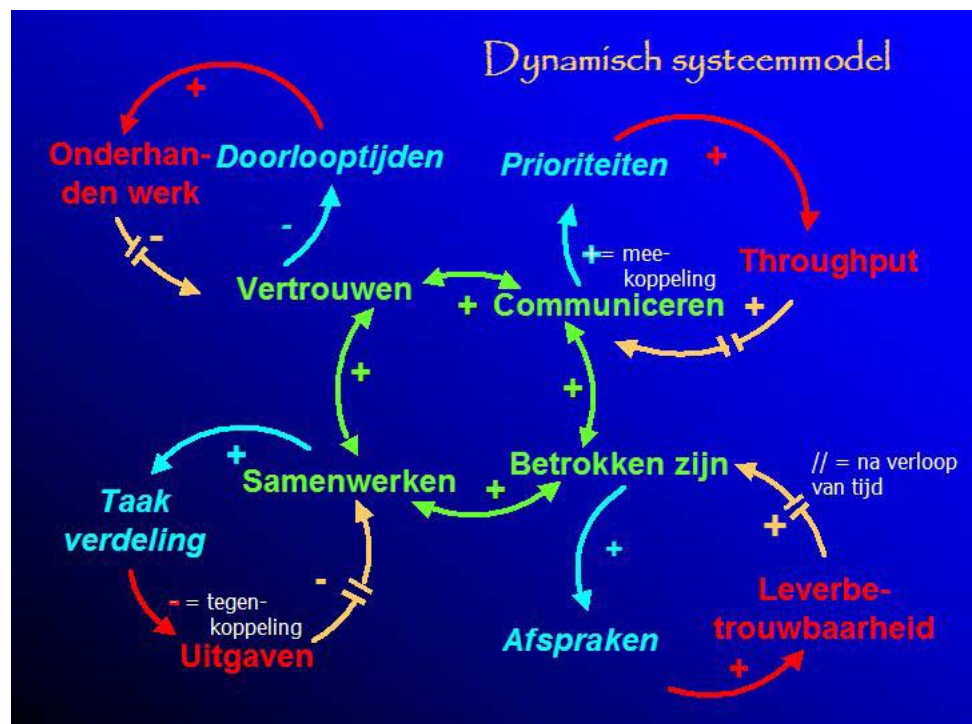 Dynamisch systeemmodel
+
Onderhan-
den werk
Doorlooptijden
-
-
Vertrouwen
Prioriteiten
+
+= mee-
koppeling
Throughput
+
Communiceren
+
+
+
+
Samenwerken
+
Taak
verdeling
- = tegen-
koppeling
Uitgaven
-
+
Betrokken zijn
// = na verloop
van tijd
+
+
Afspraken
Leverbe-
trouwbaarheid
+